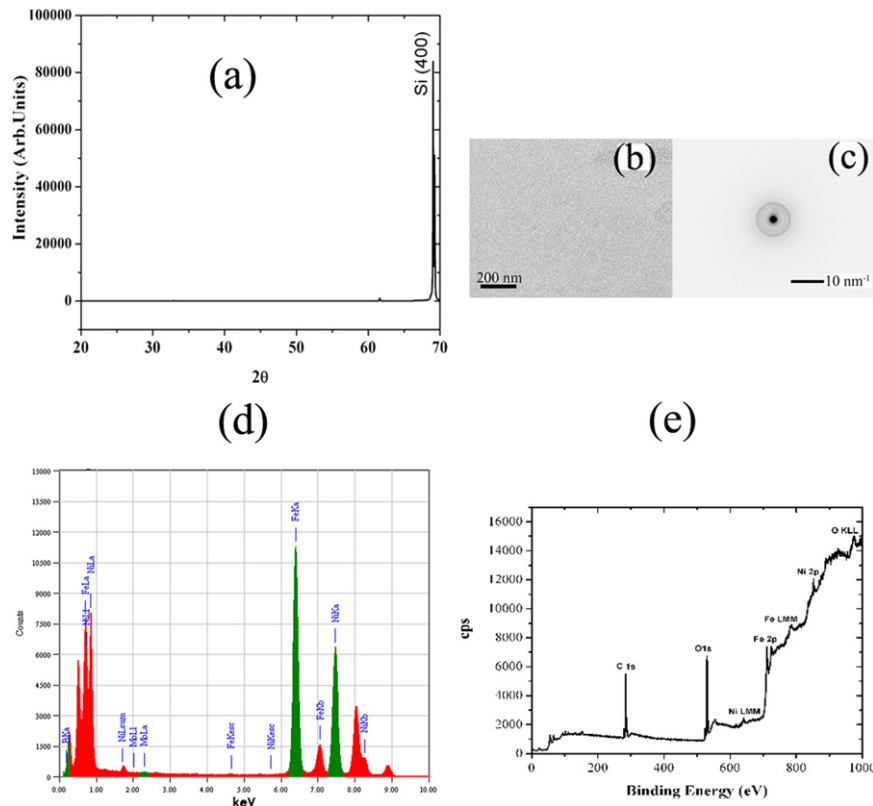 (a)
Intensity (Arb.Units)
100000
80000
60000
40000
20000
0
Si (400)
20 30 40 50 60 70
2θ
(b)
200 nm
(c)
10 nm⁻¹
(d)
Counts
15000
13500
12000
10500
9000
7500
6000
4500
3000
1500
0
BKa
FeLa
NiLa
NiLsum
MoLl
MoLa
FeKesc
NiKesc
FeKa
FeKb
NiKa
NiKb
0.00 1.00 2.00 3.00 4.00 5.00 6.00 7.00 8.00 9.00 10.00
keV
(e)
cps
16000
14000
12000
10000
8000
6000
4000
2000
0
C 1s
O1s
Ni LMM
Fe 2p
Fe LMM
Ni 2p
O KLL
0 200 400 600 800 1000
Binding Energy (eV)